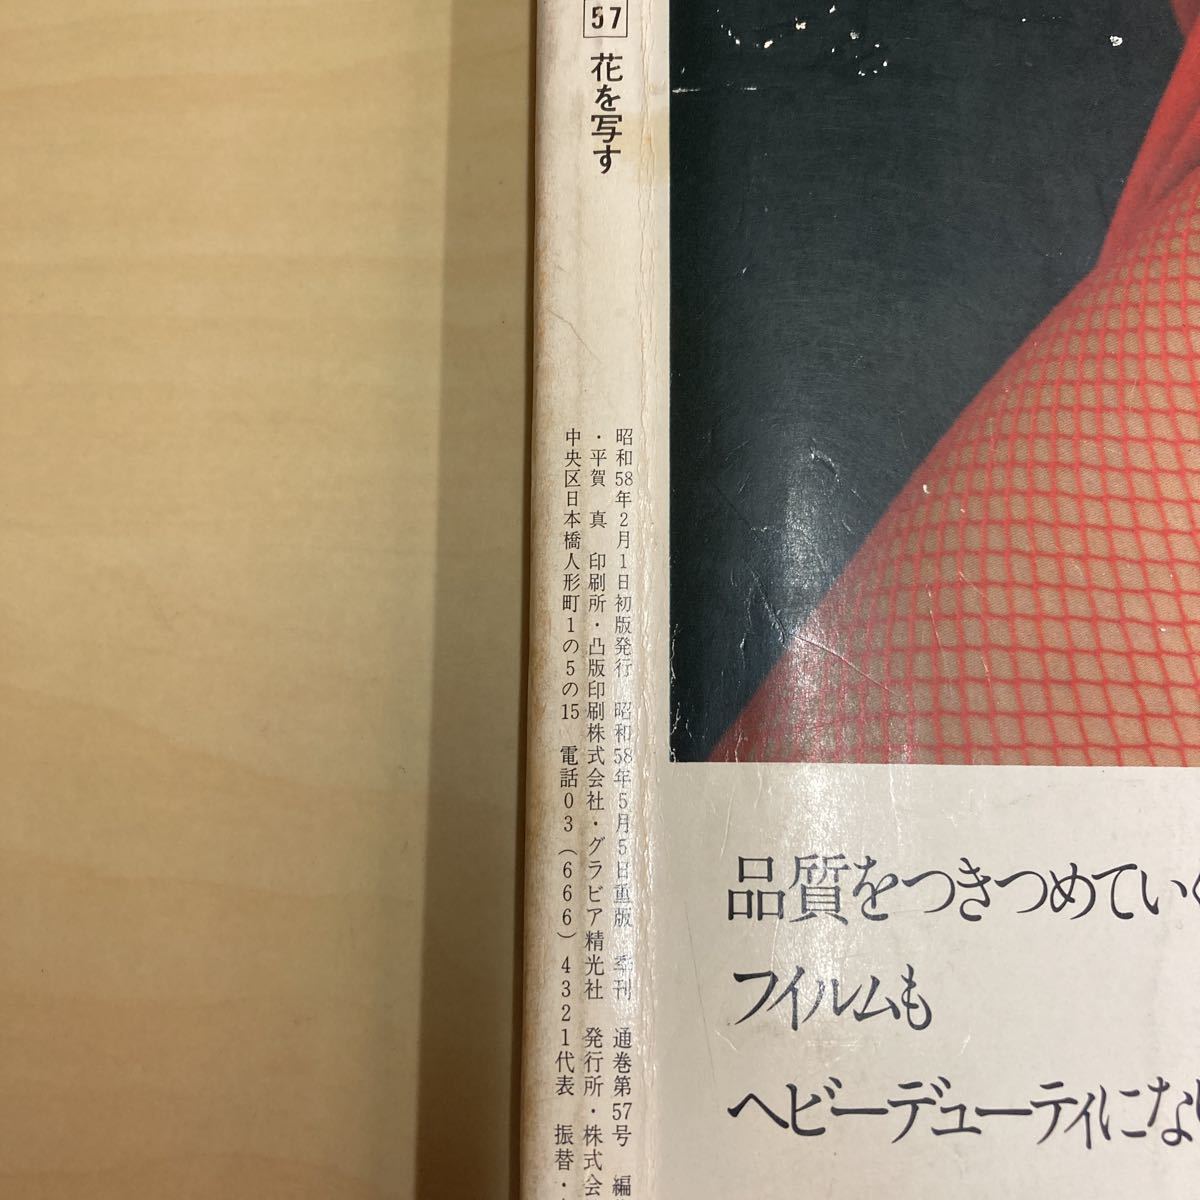 57 花を写す
昭和58年2月1日初版発行 昭和58年5月5日重版 季刊 通巻第57号 編
・平賀 真 印刷所・凸版印刷株式会社・グラビア精光社 発行所・株式会
中央区日本橋人形町1の5の15 電話03(666)4321代表 振替・
品質をつきつめていく
フイルムも
ヘビーデューティにな